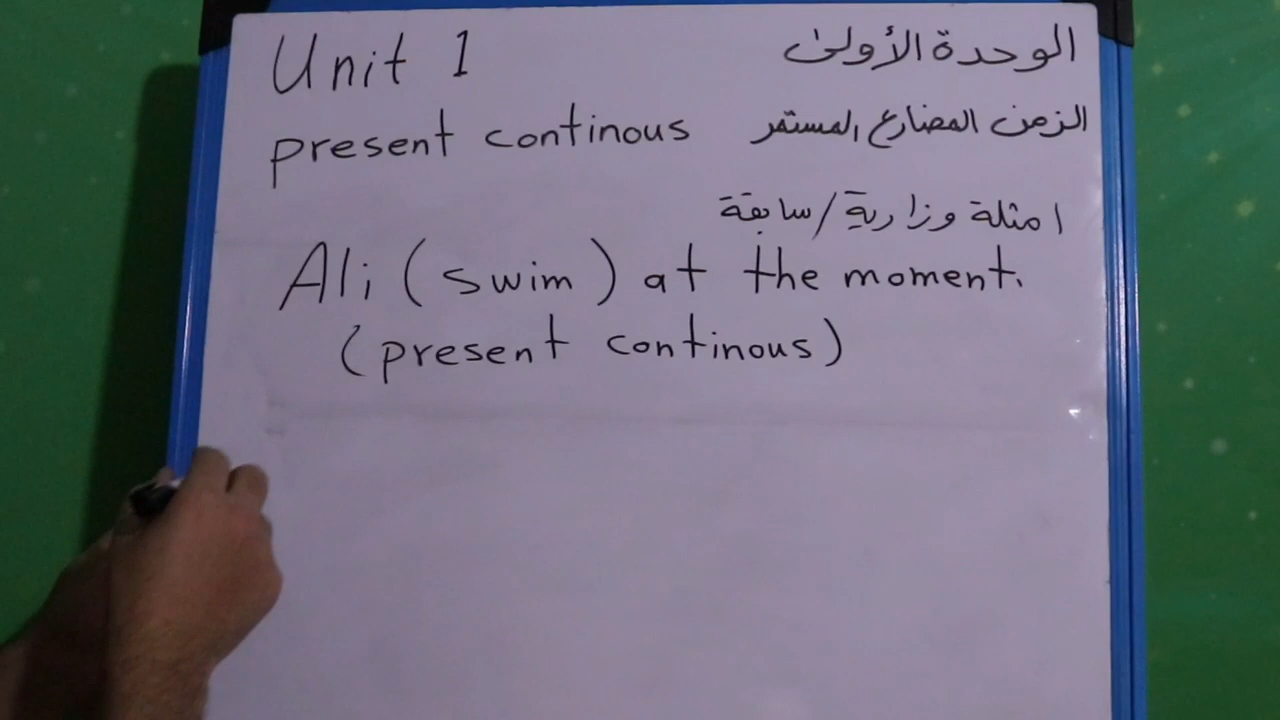 Unit 1 الوحدة الأولى
present continous الزمن المضارع المستمر
امثلة وزارية/سابقة
Ali (swim) at the moment.
(present continous)